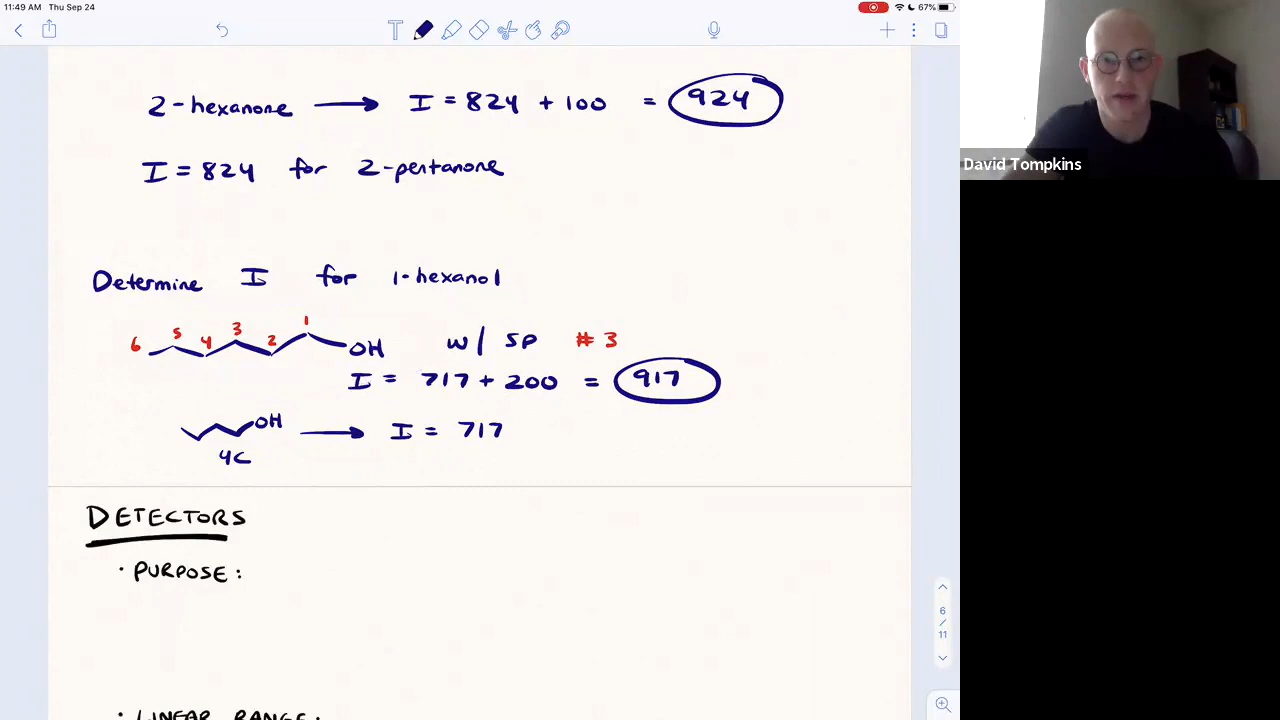 11:49 AM Thu Sep 24
67%
2-hexanone → I = 824 + 100 = 924
I = 824 for 2-pentanone
Determine I for 1-hexanol
6 5 4 3 2 1
OH w/ SP # 3
I = 717 + 200 = 917
OH → I = 717
4C
DETECTORS
· PURPOSE:
· LINEAR RANGE:
6
/
11
David Tompkins